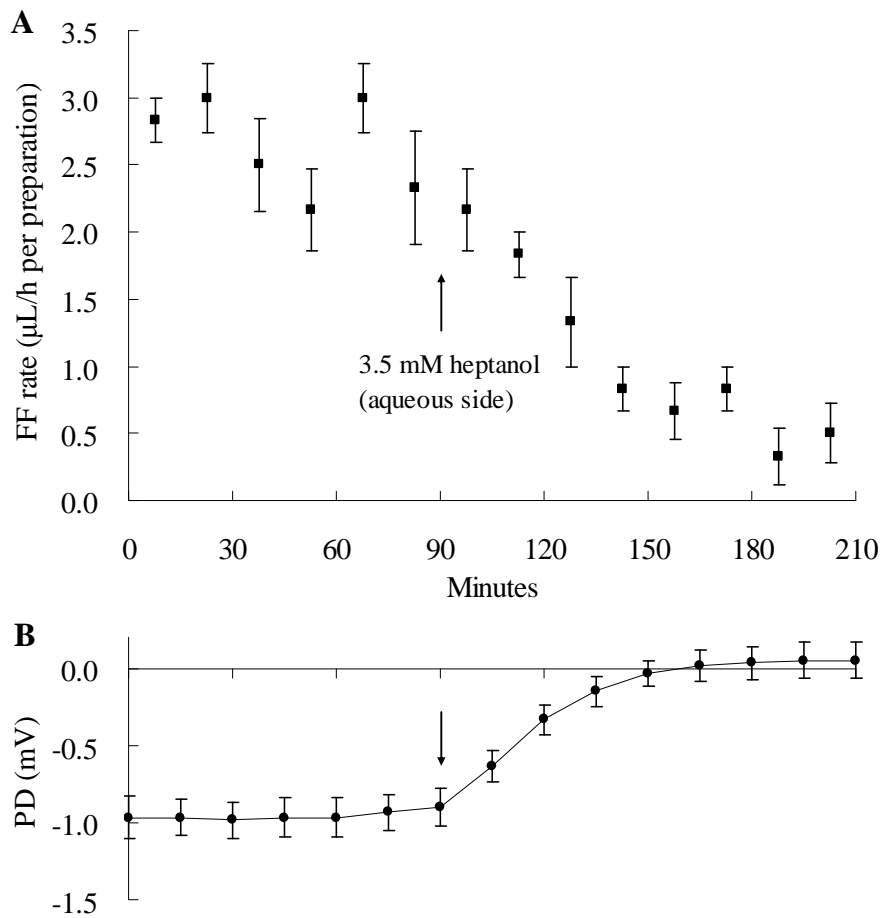 A
3.5
3.0
2.5
2.0
1.5
1.0
0.5
0.0
FF rate (µL/h per preparation)
3.5 mM heptanol
(aqueous side)
0 30 60 90 120 150 180 210
Minutes
B
0.0
-0.5
-1.0
-1.5
PD (mV)